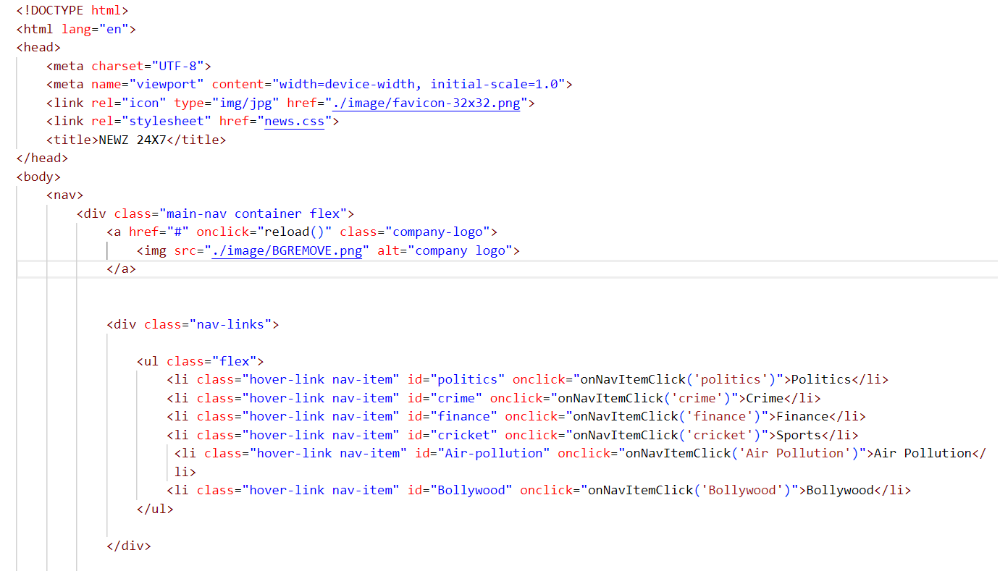 <!DOCTYPE html>
<html lang="en">
<head>
    <meta charset="UTF-8">
    <meta name="viewport" content="width=device-width, initial-scale=1.0">
    <link rel="icon" type="img/jpg" href="./image/favicon-32x32.png">
    <link rel="stylesheet" href="news.css">
    <title>NEWZ 24X7</title>
</head>
<body>
    <nav>
        <div class="main-nav container flex">
            <a href="#" onclick="reload()" class="company-logo">
                <img src="./image/BGREMOVE.png" alt="company logo">
            </a>
            <div class="nav-links">
                <ul class="flex">
                    <li class="hover-link nav-item" id="politics" onclick="onNavItemClick('politics')">Politics</li>
                    <li class="hover-link nav-item" id="crime" onclick="onNavItemClick('crime')">Crime</li>
                    <li class="hover-link nav-item" id="finance" onclick="onNavItemClick('finance')">Finance</li>
                    <li class="hover-link nav-item" id="cricket" onclick="onNavItemClick('cricket')">Sports</li>
                     <li class="hover-link nav-item" id="Air-pollution" onclick="onNavItemClick('Air Pollution')">Air Pollution</
                     li>
                    <li class="hover-link nav-item" id="Bollywood" onclick="onNavItemClick('Bollywood')">Bollywood</li>
                </ul>
            </div>